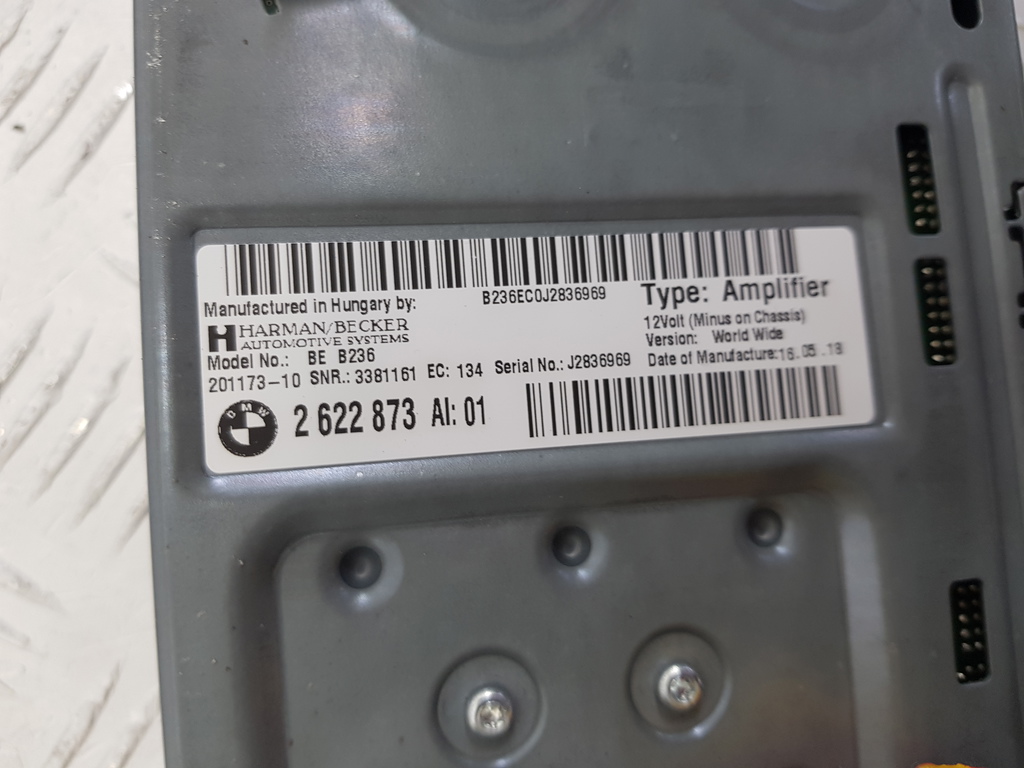 B236EC0J2836969
Manufactured in Hungary by:
HARMAN/BECKER
AUTOMOTIVE SYSTEMS
Model No.: BE B236
201173-10 SNR.: 3381161 EC: 134 Serial No.: J2836969
Type: Amplifier
12Volt (Minus on Chassis)
Version: World Wide
Date of Manufacture: 16.05.18
BMW
2 622 873 AI: 01